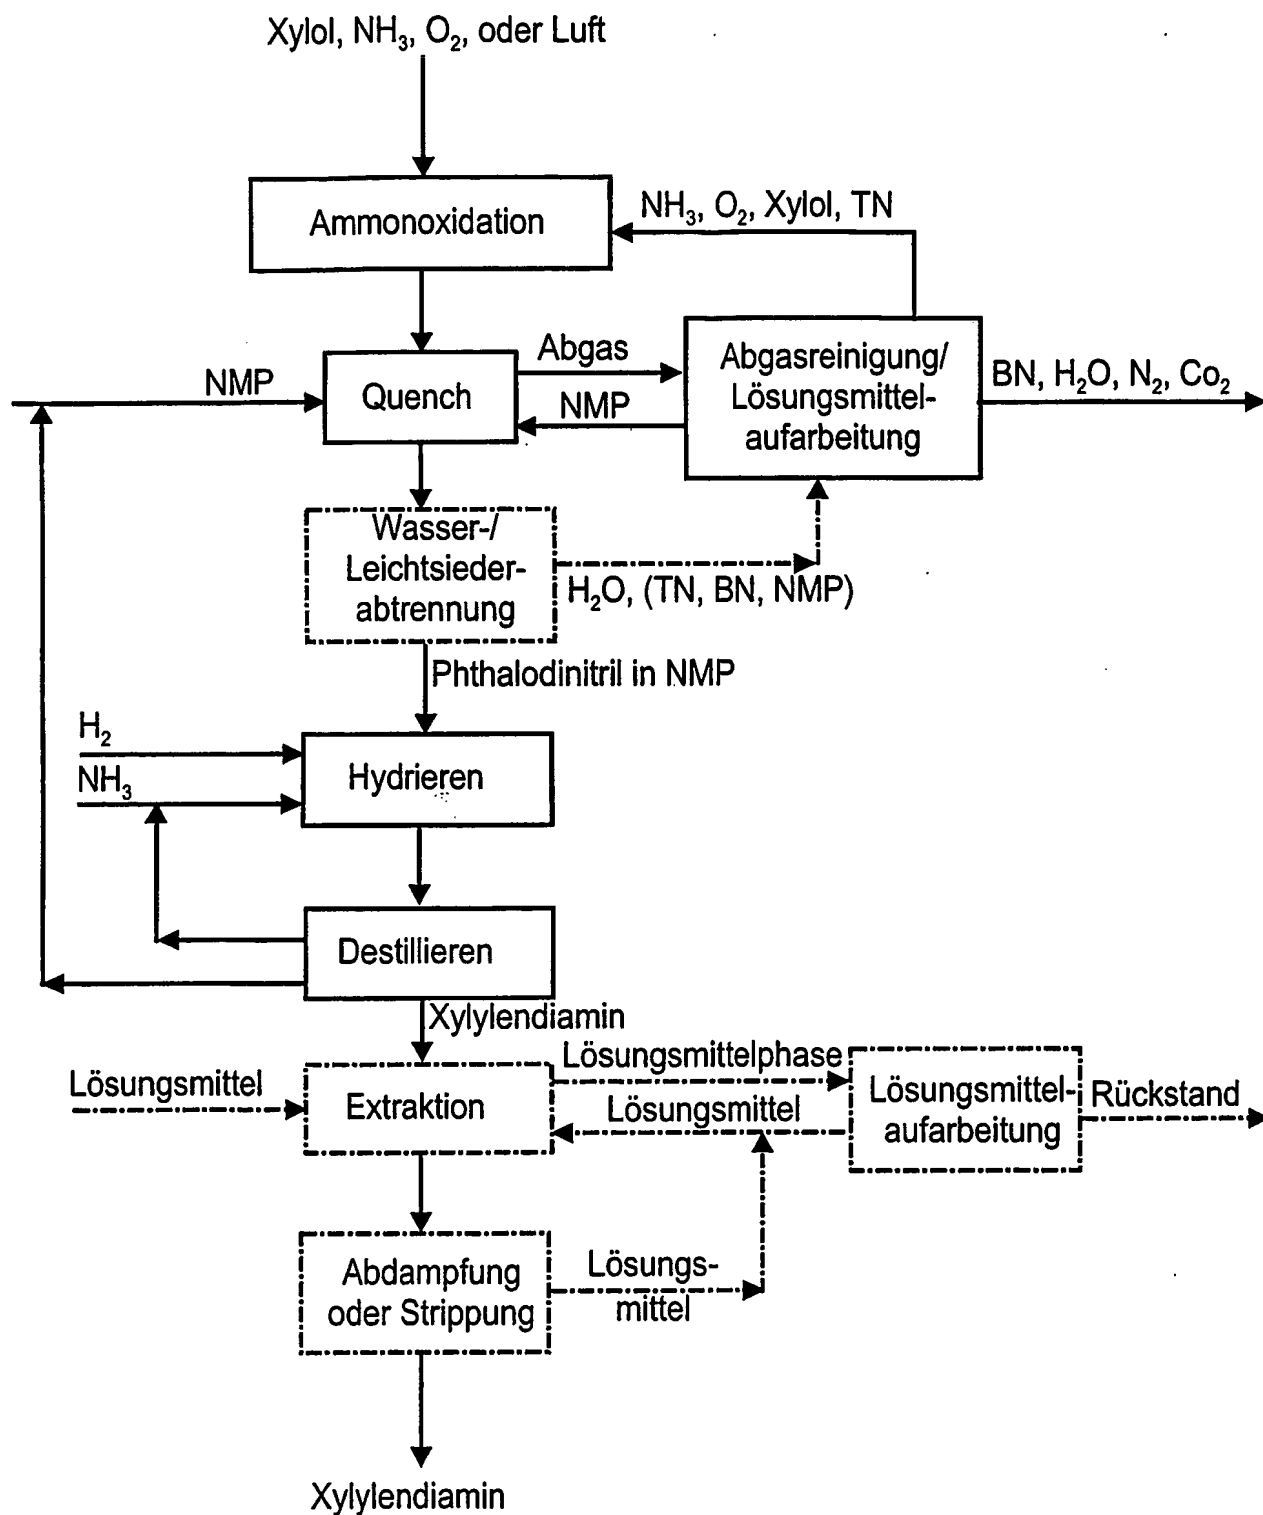 Xylol, NH₃, O₂, oder Luft
Ammonoxidation
NH₃, O₂, Xylol, TN
NMP
Quench
Abgas
NMP
Abgasreinigung/
Lösungsmittel-
aufarbeitung
BN, H₂O, N₂, Co₂
Wasser-/
Leichtsieder-
abtrennung
H₂O, (TN, BN, NMP)
Phthalodinitril in NMP
H₂
NH₃
Hydrieren
Destillieren
Xylylendiamin
Lösungsmittel
Extraktion
Lösungsmittelphase
Lösungsmittel
Lösungsmittel-
aufarbeitung
Rückstand
Abdampfung
oder Strippung
Lösungs-
mittel
Xylylendiamin